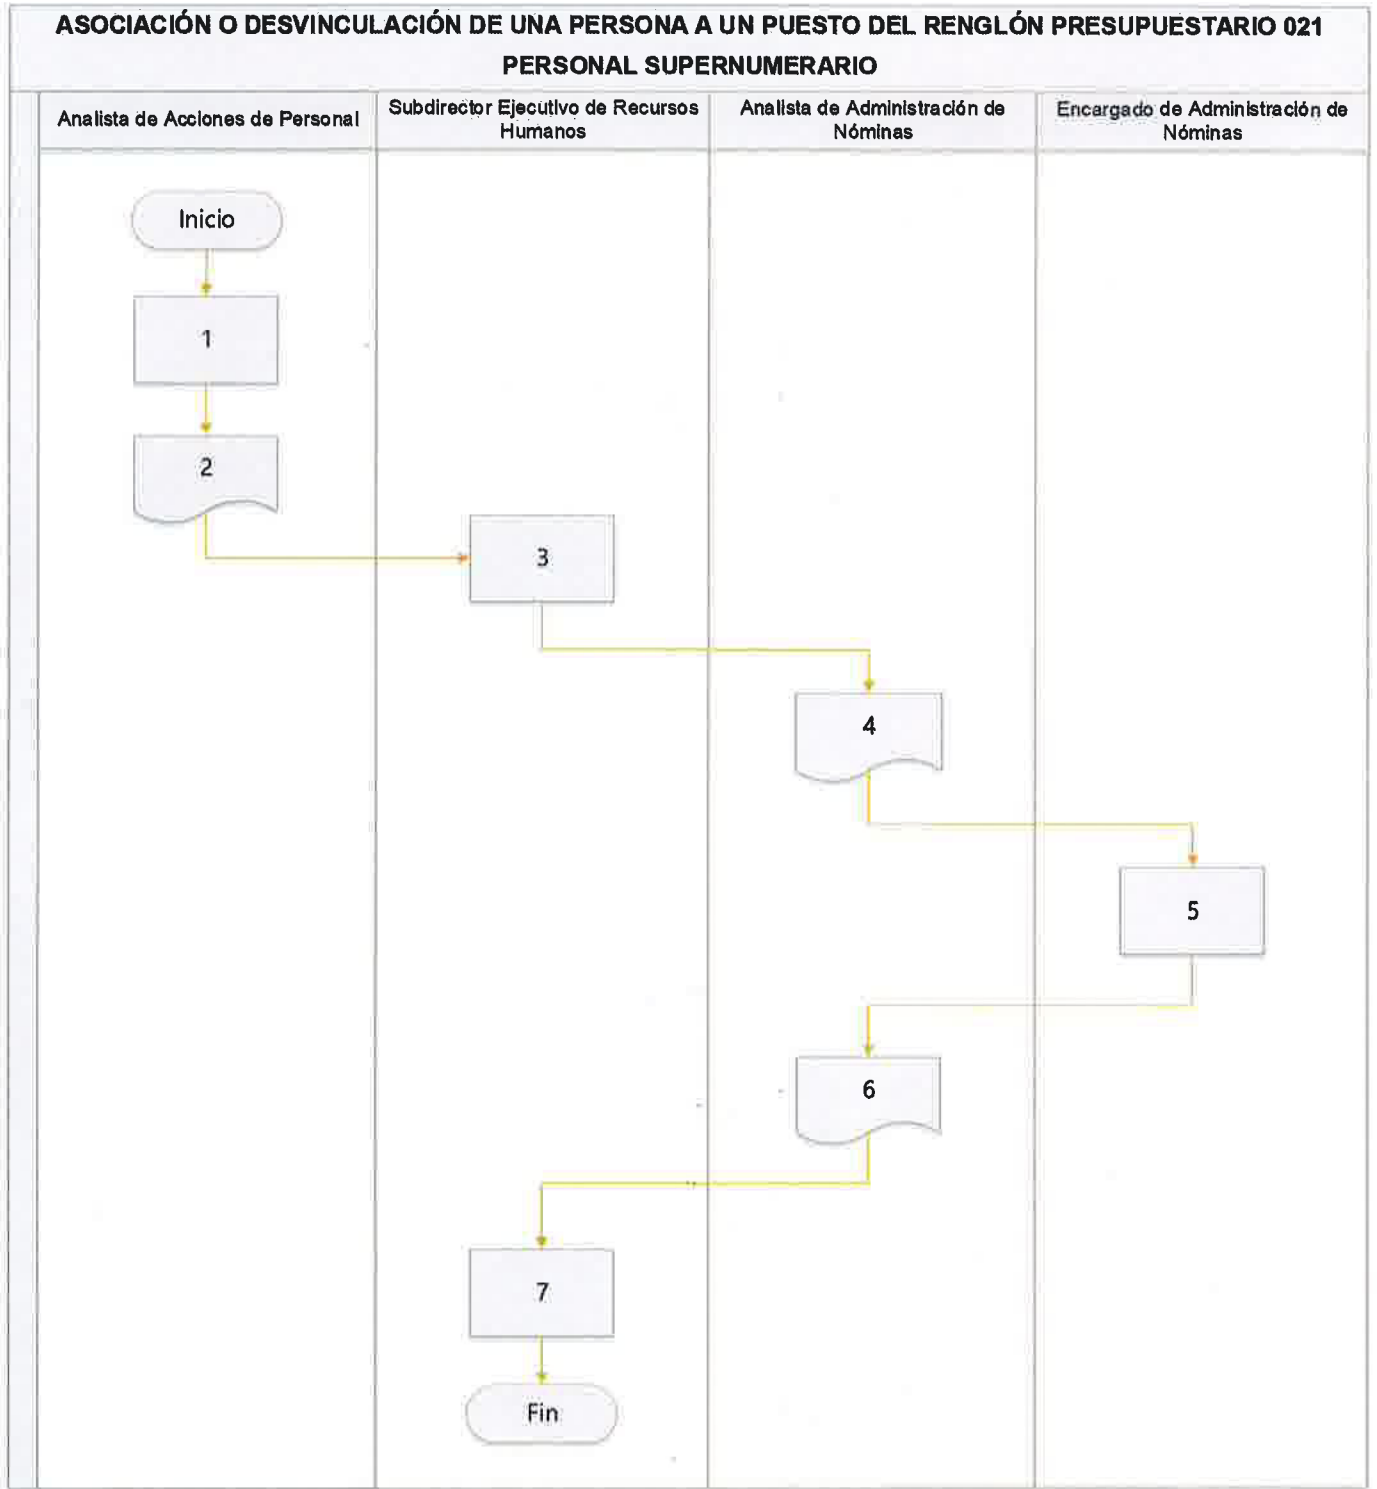 ASOCIACIÓN O DESVINCULACIÓN DE UNA PERSONA A UN PUESTO DEL RENGLÓN PRESUPUESTARIO 021
PERSONAL SUPERNUMERARIO
Analista de Acciones de Personal
Subdirector Ejecutivo de Recursos
Humanos
Analista de Administración de
Nóminas
Encargado de Administración de
Nóminas
Inicio
1
2
3
4
5
6
7
Fin